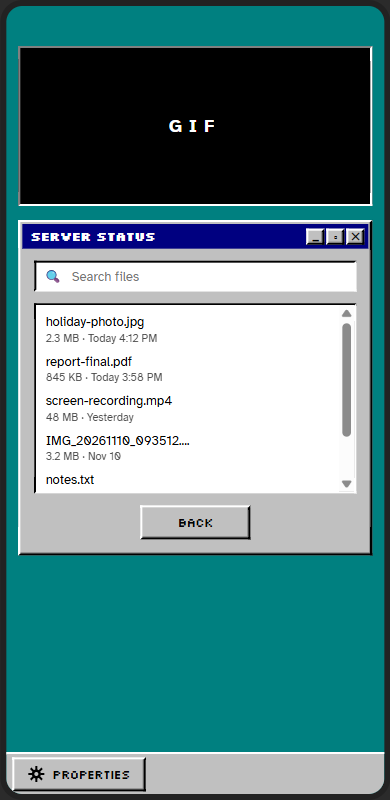 GIF
SERVER STATUS
Search files
holiday-photo.jpg
2.3 MB · Today 4:12 PM
report-final.pdf
845 KB · Today 3:58 PM
screen-recording.mp4
48 MB · Yesterday
IMG_20261110_093512....
3.2 MB · Nov 10
notes.txt
BACK
PROPERTIES